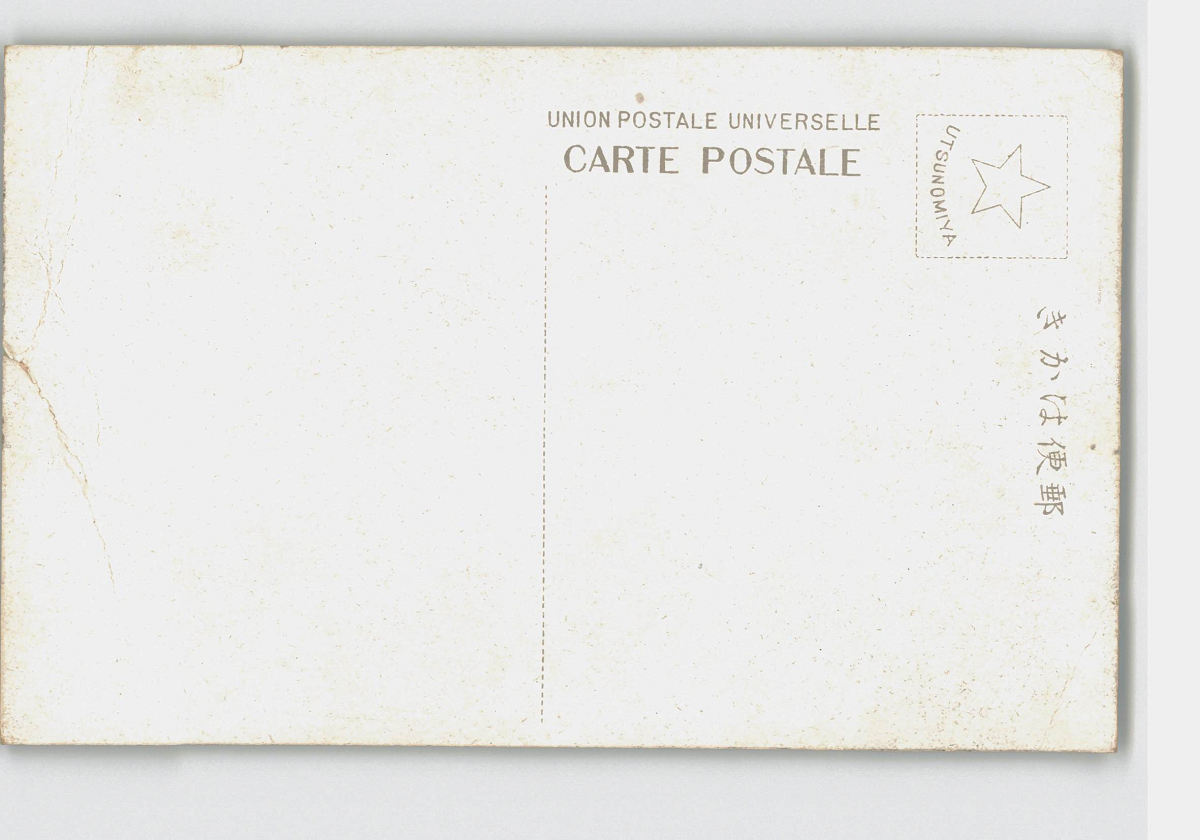 UNION POSTALE UNIVERSELLE
CARTE POSTALE
UTSUNOMIYA
郵便はかき